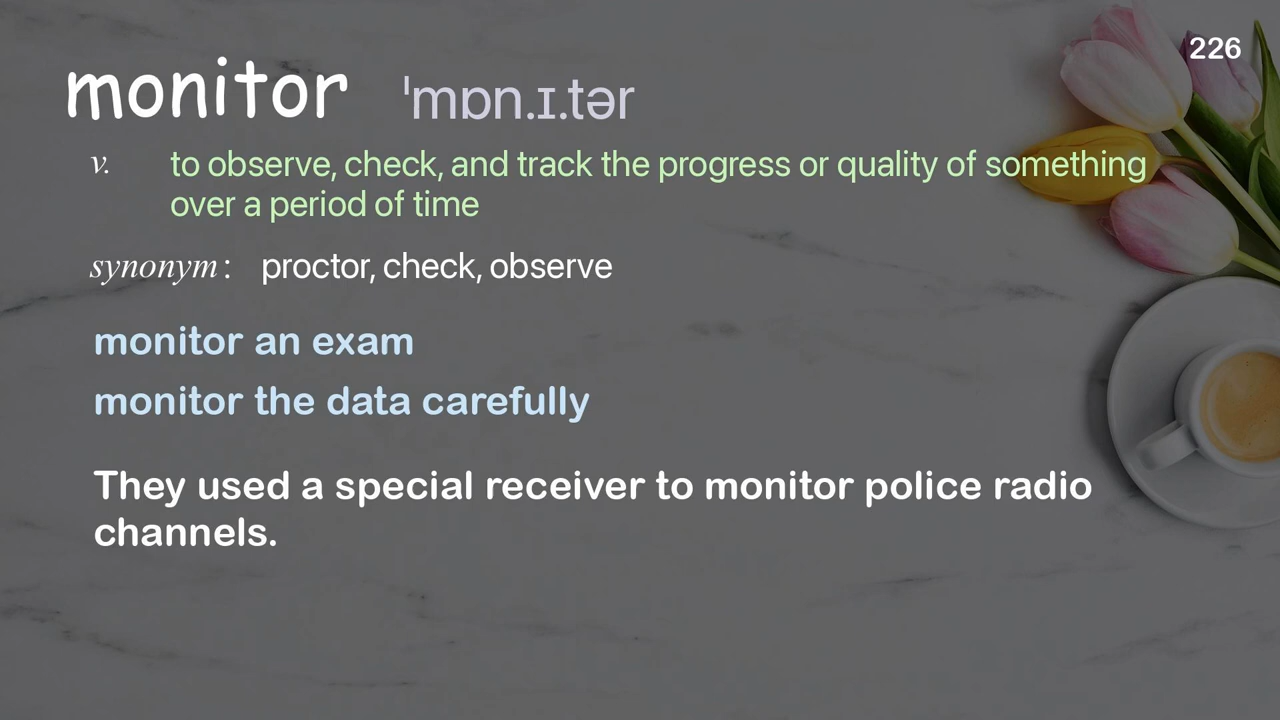 226
monitor ˈmɒn.ɪ.tər
v. to observe, check, and track the progress or quality of something
over a period of time
synonym: proctor, check, observe
monitor an exam
monitor the data carefully
They used a special receiver to monitor police radio
channels.